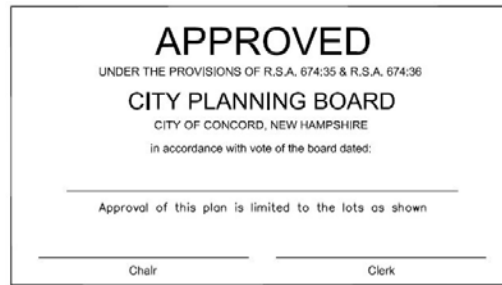 APPROVED
UNDER THE PROVISIONS OF R.S.A. 674:35 & R.S.A. 674:36
CITY PLANNING BOARD
CITY OF CONCORD, NEW HAMPSHIRE
in accordance with vote of the board dated:
Approval of this plan is limited to the lots as shown
Chair Clerk